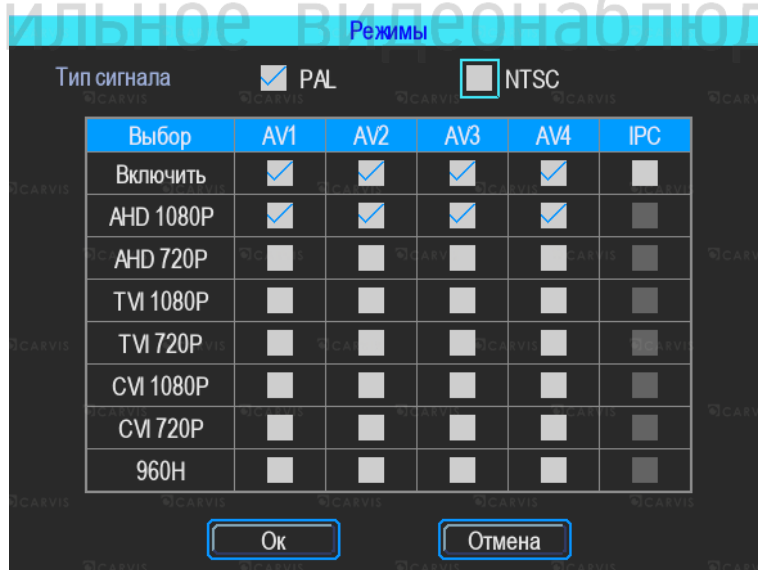 ильное видеонаблюд
Режимы
Тип сигнала PAL NTSC
Выбор AV1 AV2 AV3 AV4 IPC
Включить
AHD 1080P
AHD 720P
TVI 1080P
TVI 720P
CVI 1080P
CVI 720P
960H
Ок Отмена
CARVIS